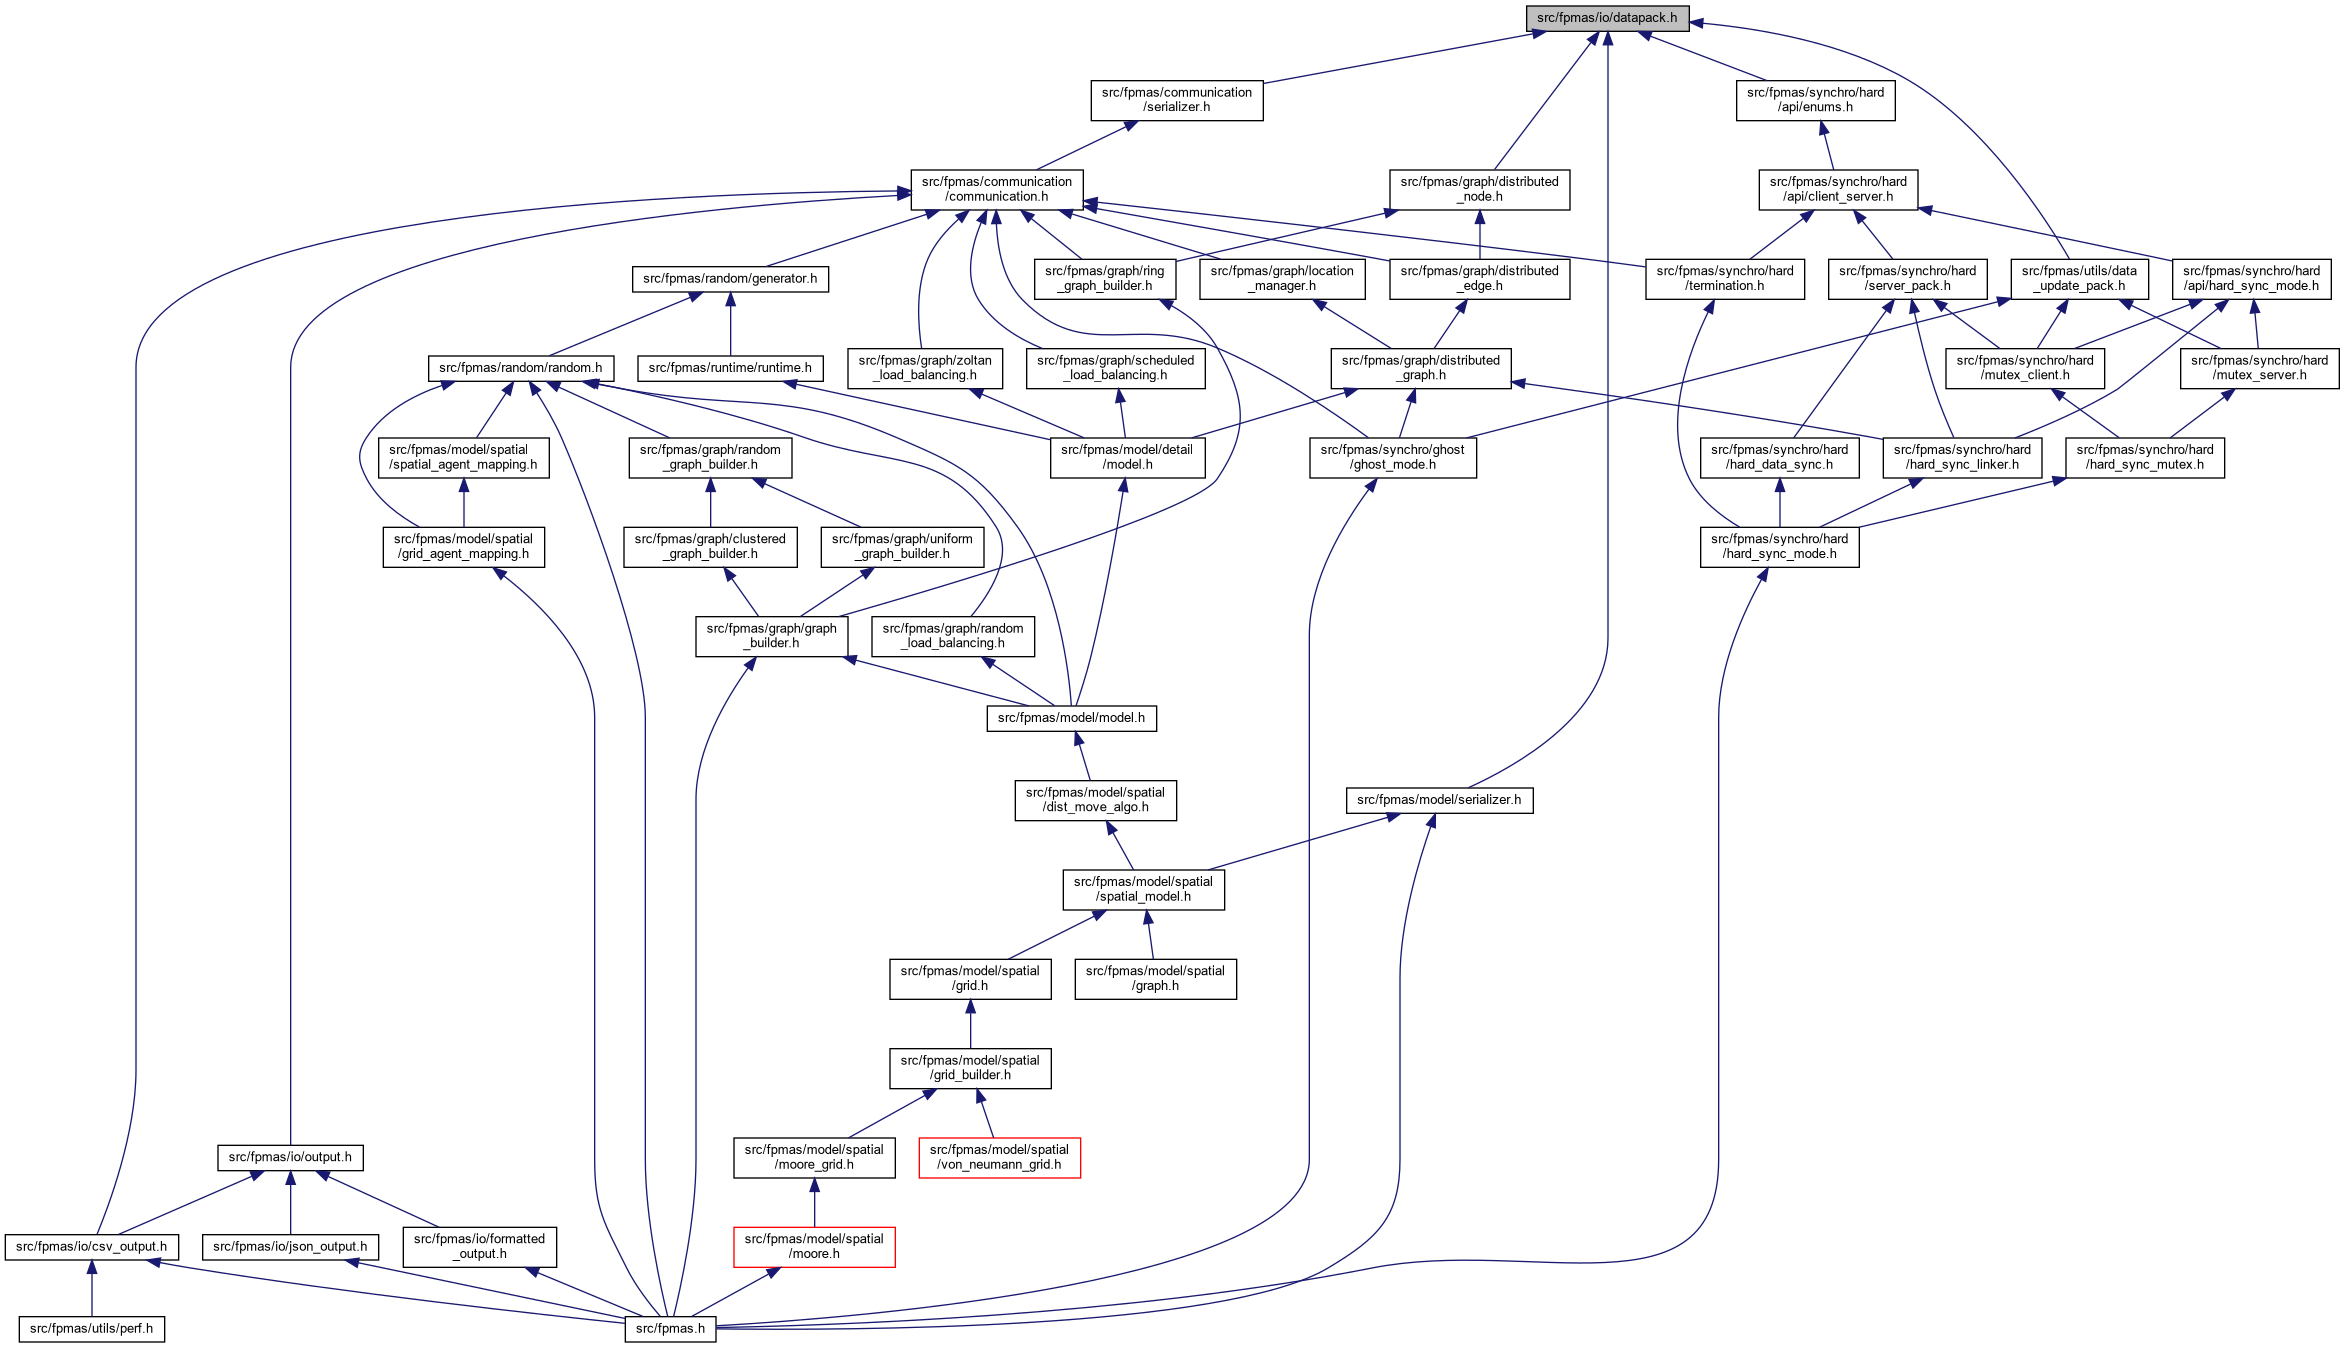 src/fpmas/io/datapack.h
src/fpmas/communication
/serializer.h
src/fpmas/synchro/hard
/api/enums.h
src/fpmas/communication
/communication.h
src/fpmas/graph/distributed
_node.h
src/fpmas/synchro/hard
/api/client_server.h
src/fpmas/random/generator.h
src/fpmas/graph/ring
_graph_builder.h
src/fpmas/graph/location
_manager.h
src/fpmas/graph/distributed
_edge.h
src/fpmas/synchro/hard
/termination.h
src/fpmas/synchro/hard
/server_pack.h
src/fpmas/utils/data
_update_pack.h
src/fpmas/synchro/hard
/api/hard_sync_mode.h
src/fpmas/random/random.h
src/fpmas/runtime/runtime.h
src/fpmas/graph/zoltan
_load_balancing.h
src/fpmas/graph/scheduled
_load_balancing.h
src/fpmas/graph/distributed
_graph.h
src/fpmas/synchro/hard
/mutex_client.h
src/fpmas/synchro/hard
/mutex_server.h
src/fpmas/model/spatial
/spatial_agent_mapping.h
src/fpmas/graph/random
_graph_builder.h
src/fpmas/model/detail
/model.h
src/fpmas/synchro/ghost
/ghost_mode.h
src/fpmas/synchro/hard
/hard_data_sync.h
src/fpmas/synchro/hard
/hard_sync_linker.h
src/fpmas/synchro/hard
/hard_sync_mutex.h
src/fpmas/model/spatial
/grid_agent_mapping.h
src/fpmas/graph/clustered
_graph_builder.h
src/fpmas/graph/uniform
_graph_builder.h
src/fpmas/synchro/hard
/hard_sync_mode.h
src/fpmas/graph/graph
_builder.h
src/fpmas/graph/random
_load_balancing.h
src/fpmas/model/model.h
src/fpmas/model/spatial
/dist_move_algo.h
src/fpmas/model/serializer.h
src/fpmas/model/spatial
/spatial_model.h
src/fpmas/model/spatial
/grid.h
src/fpmas/model/spatial
/graph.h
src/fpmas/model/spatial
/grid_builder.h
src/fpmas/model/spatial
/moore_grid.h
src/fpmas/model/spatial
/von_neumann_grid.h
src/fpmas/io/output.h
src/fpmas/io/csv_output.h
src/fpmas/io/json_output.h
src/fpmas/io/formatted
_output.h
src/fpmas/model/spatial
/moore.h
src/fpmas/utils/perf.h
src/fpmas.h